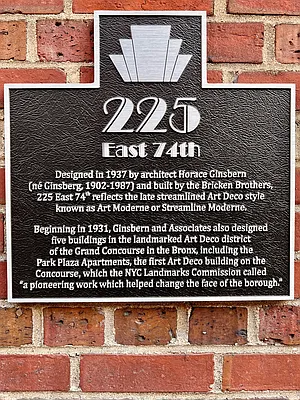 225
East 74th
Designed in 1937 by architect Horace Ginsbern
(né Ginsberg, 1902-1987) and built by the Bricken Brothers,
225 East 74th reflects the late streamlined Art Deco style
known as Art Moderne or Streamline Moderne.
Beginning in 1931, Ginsbern and Associates also designed
five buildings in the landmarked Art Deco district
of the Grand Concourse in the Bronx, including the
Park Plaza Apartments, the first Art Deco building on the
Concourse, which the NYC Landmarks Commission called
“a pioneering work which helped change the face of the borough.”